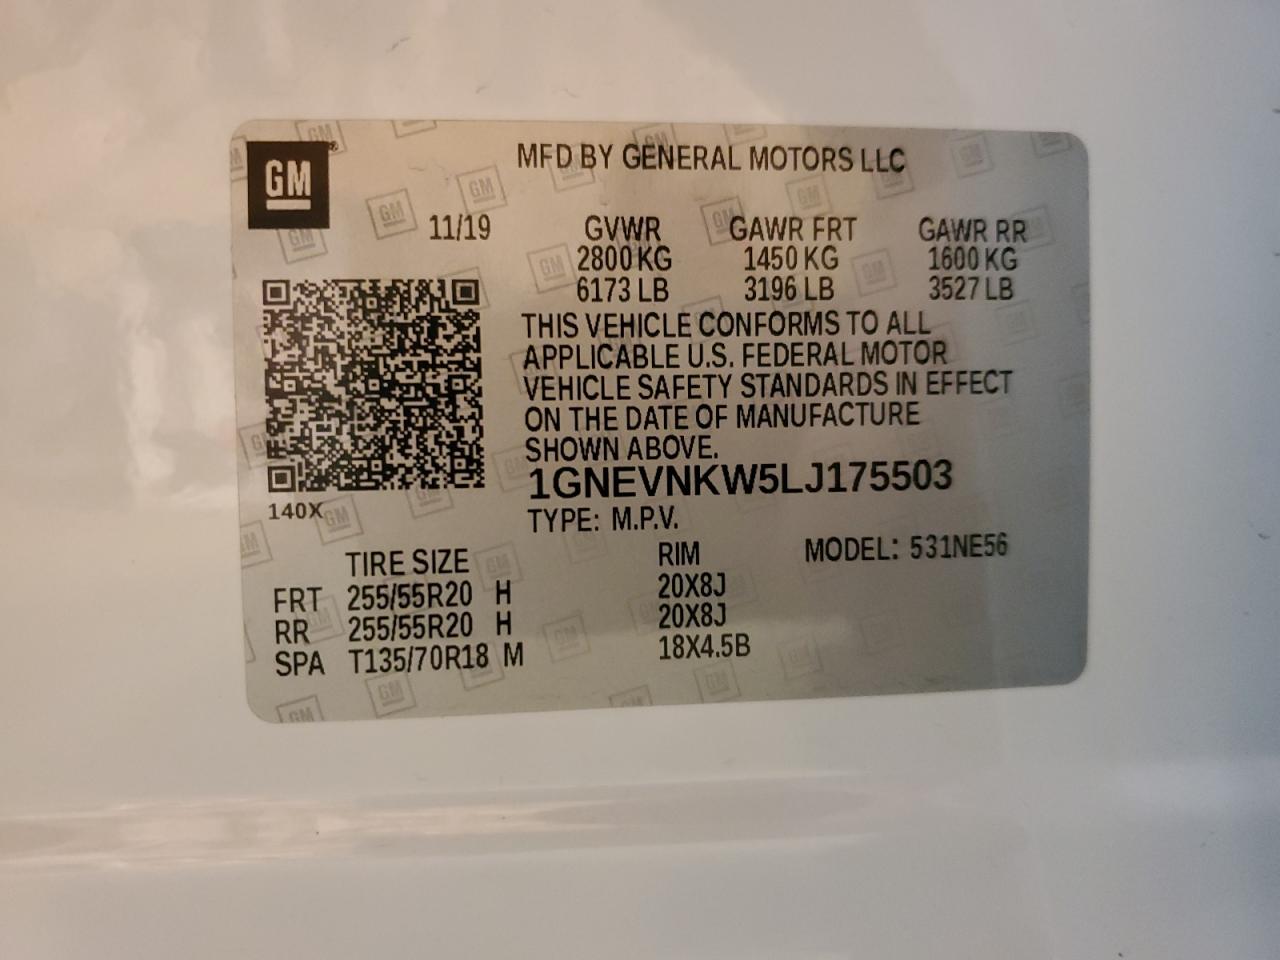 GM
MFD BY GENERAL MOTORS LLC
11/19 GVWR GAWR FRT GAWR RR
2800 KG 1450 KG 1600 KG
6173 LB 3196 LB 3527 LB
THIS VEHICLE CONFORMS TO ALL
APPLICABLE U.S. FEDERAL MOTOR
VEHICLE SAFETY STANDARDS IN EFFECT
ON THE DATE OF MANUFACTURE
SHOWN ABOVE.
1GNEVNKW5LJ175503
140X
TYPE: M.P.V.
TIRE SIZE RIM MODEL: 531NE56
FRT 255/55R20 H 20X8J
RR 255/55R20 H 20X8J
SPA T135/70R18 M 18X4.5B